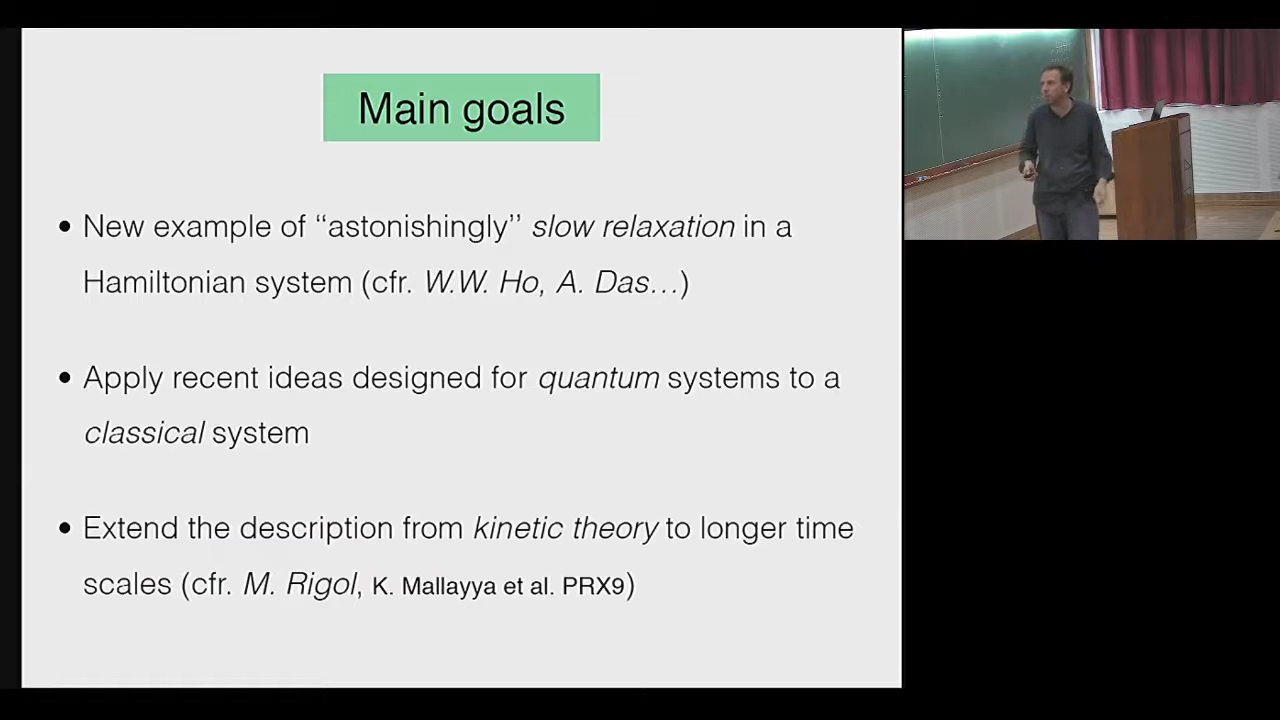 Main goals
• New example of “astonishingly” slow relaxation in a
Hamiltonian system (cfr. W.W. Ho, A. Das…)
• Apply recent ideas designed for quantum systems to a
classical system
• Extend the description from kinetic theory to longer time
scales (cfr. M. Rigol, K. Mallayya et al. PRX9)